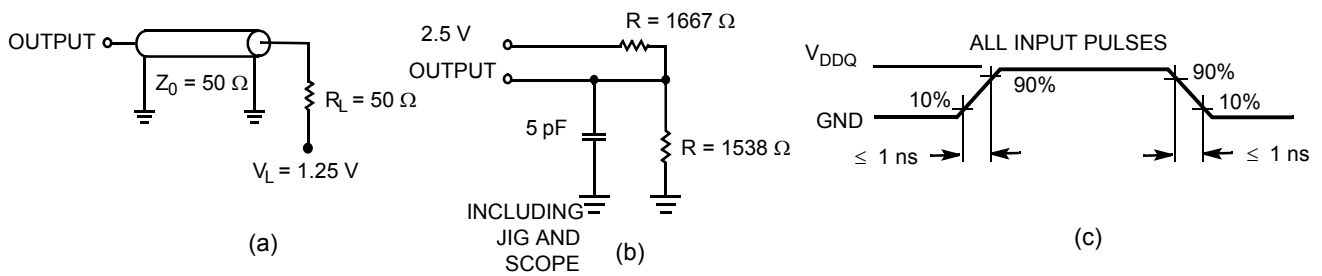 OUTPUT
Z0 = 50 Ω
RL = 50 Ω
VL = 1.25 V
(a)
R = 1667 Ω
2.5 V
OUTPUT
5 pF
R = 1538 Ω
INCLUDING
JIG AND
SCOPE
(b)
ALL INPUT PULSES
VDDQ
GND
10%
90%
90%
10%
≤ 1 ns
≤ 1 ns
(c)